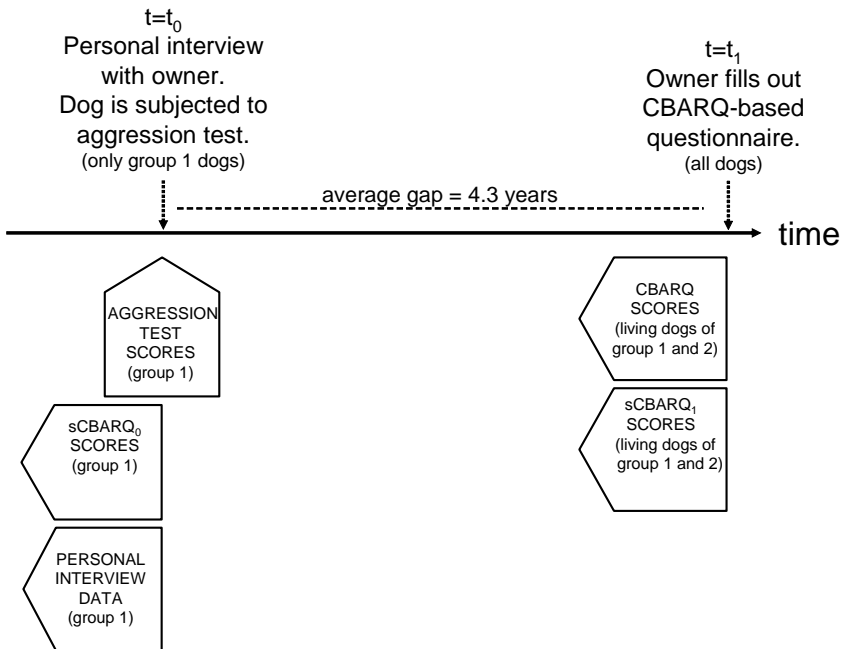 t=t₀
Personal interview
with owner.
Dog is subjected to
aggression test.
(only group 1 dogs)
t=t₁
Owner fills out
CBARQ-based
questionnaire.
(all dogs)
average gap = 4.3 years
time
AGGRESSION
TEST
SCORES
(group 1)
sCBARQ₀
SCORES
(group 1)
PERSONAL
INTERVIEW
DATA
(group 1)
CBARQ
SCORES
(living dogs of
group 1 and 2)
sCBARQ₁
SCORES
(living dogs of
group 1 and 2)